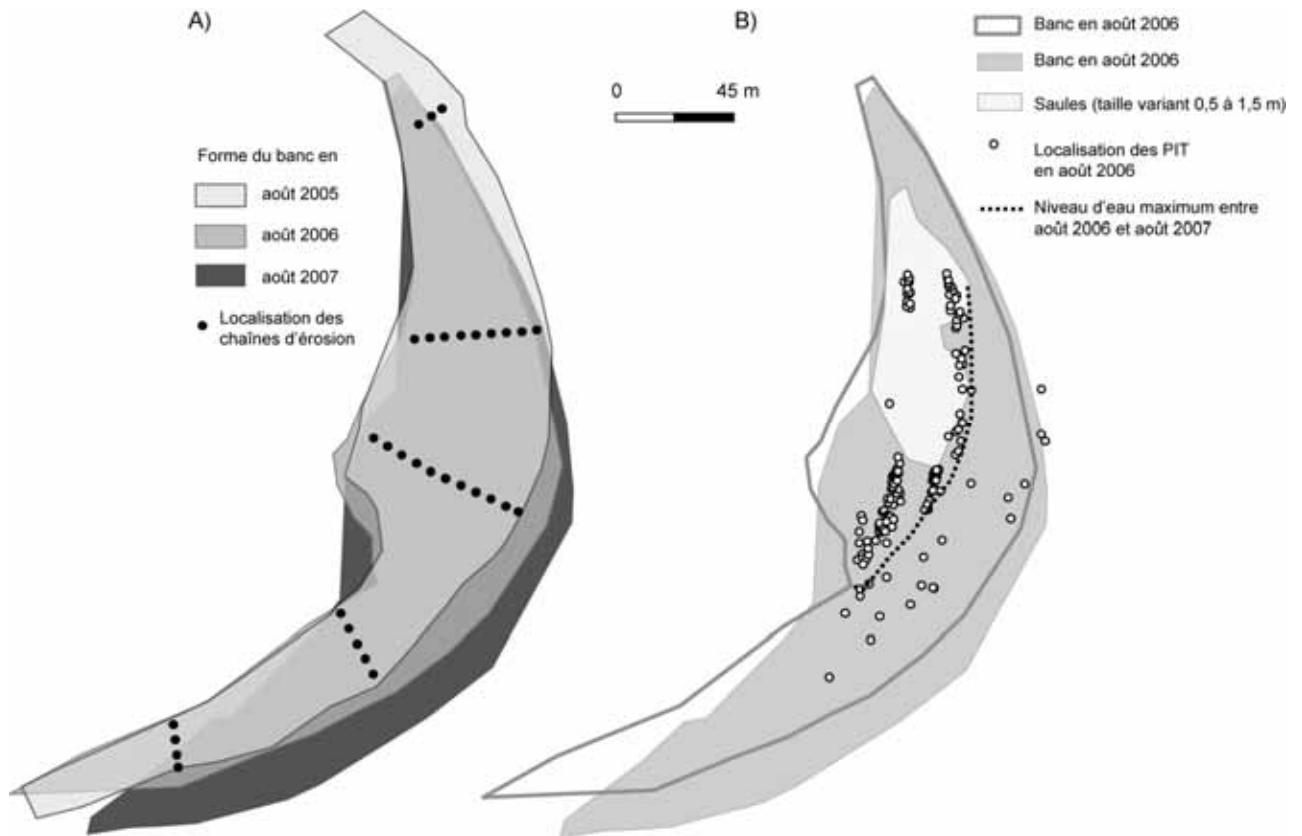 A)
Forme du banc en
août 2005
août 2006
août 2007
Localisation des
chaînes d'érosion
B)
0 45 m
Banc en août 2006
Banc en août 2006
Saules (taille variant 0,5 à 1,5 m)
Localisation des PIT
en août 2006
Niveau d'eau maximum entre
août 2006 et août 2007